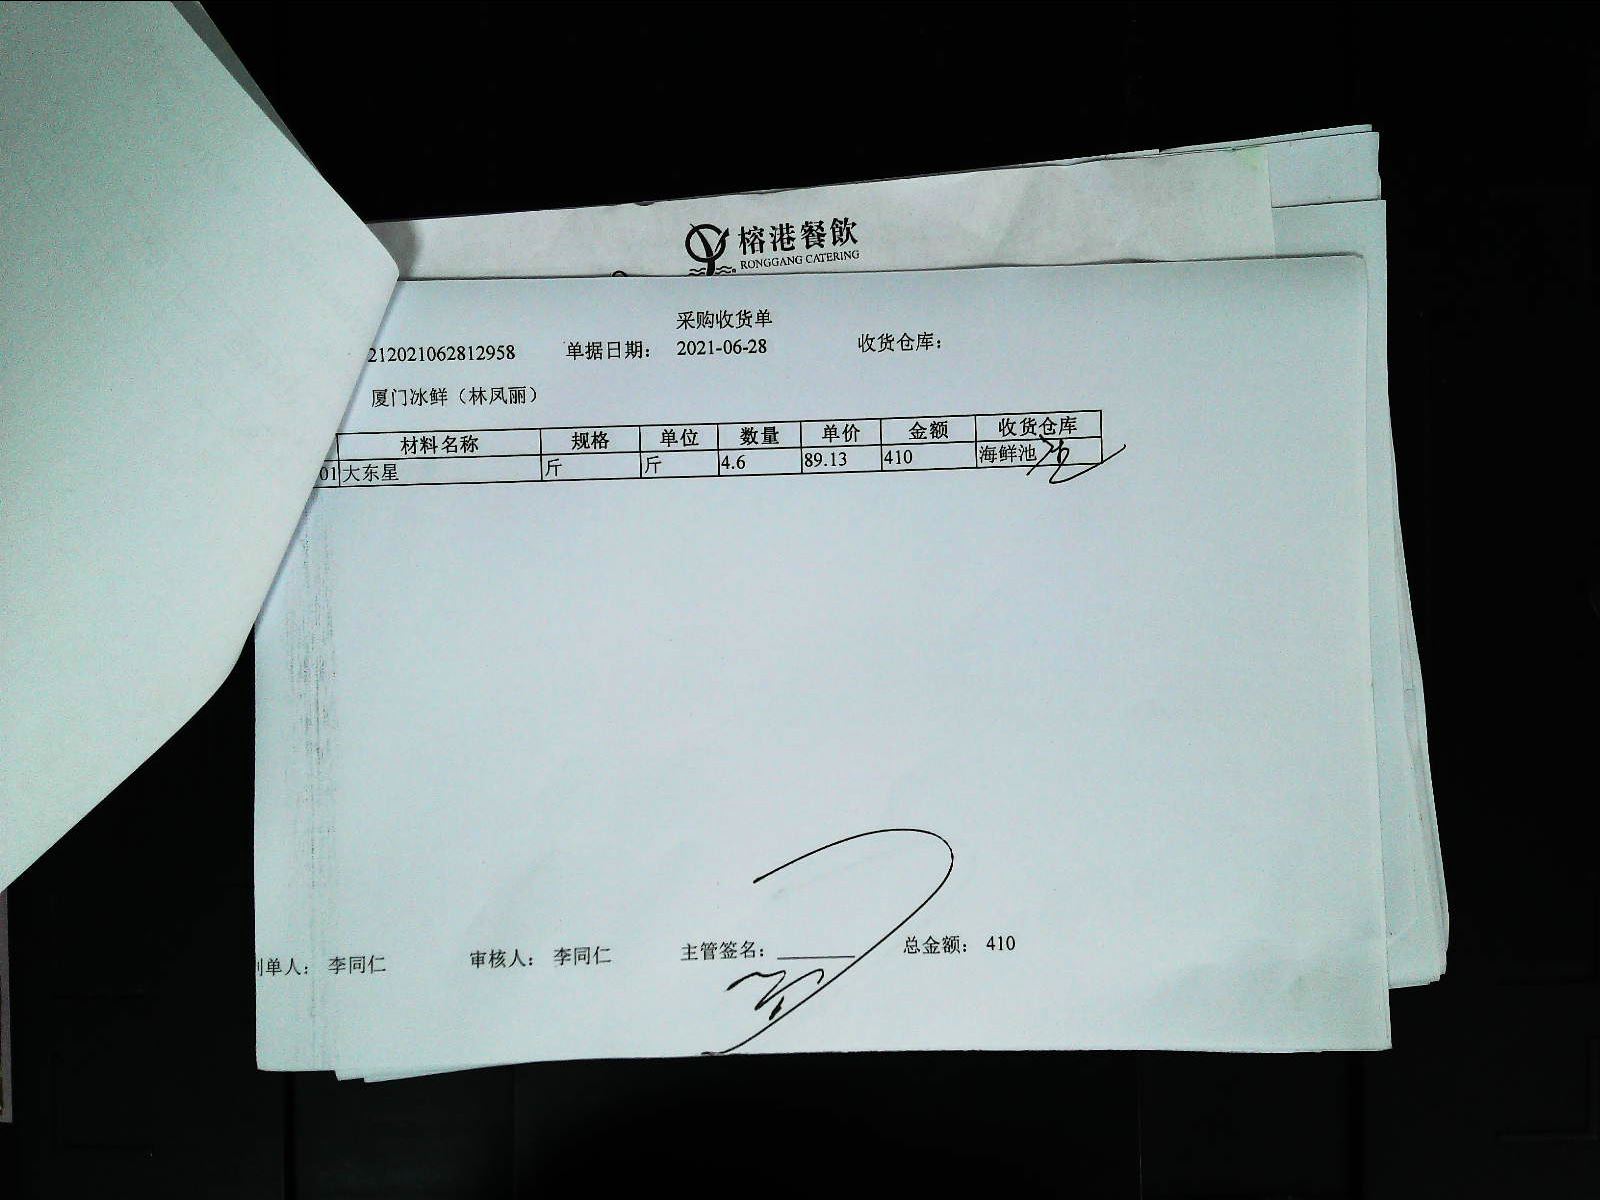 榕港餐飲
RONGGANG CATERING
采购收货单
212021062812958 单据日期： 2021-06-28 收货仓库：
厦门冰鲜（林凤丽）
材料名称 规格 单位 数量 单价 金额 收货仓库
01 大东星 斤 斤 4.6 89.13 410 海鲜池
单人： 李同仁 审核人： 李同仁 主管签名： 总金额： 410